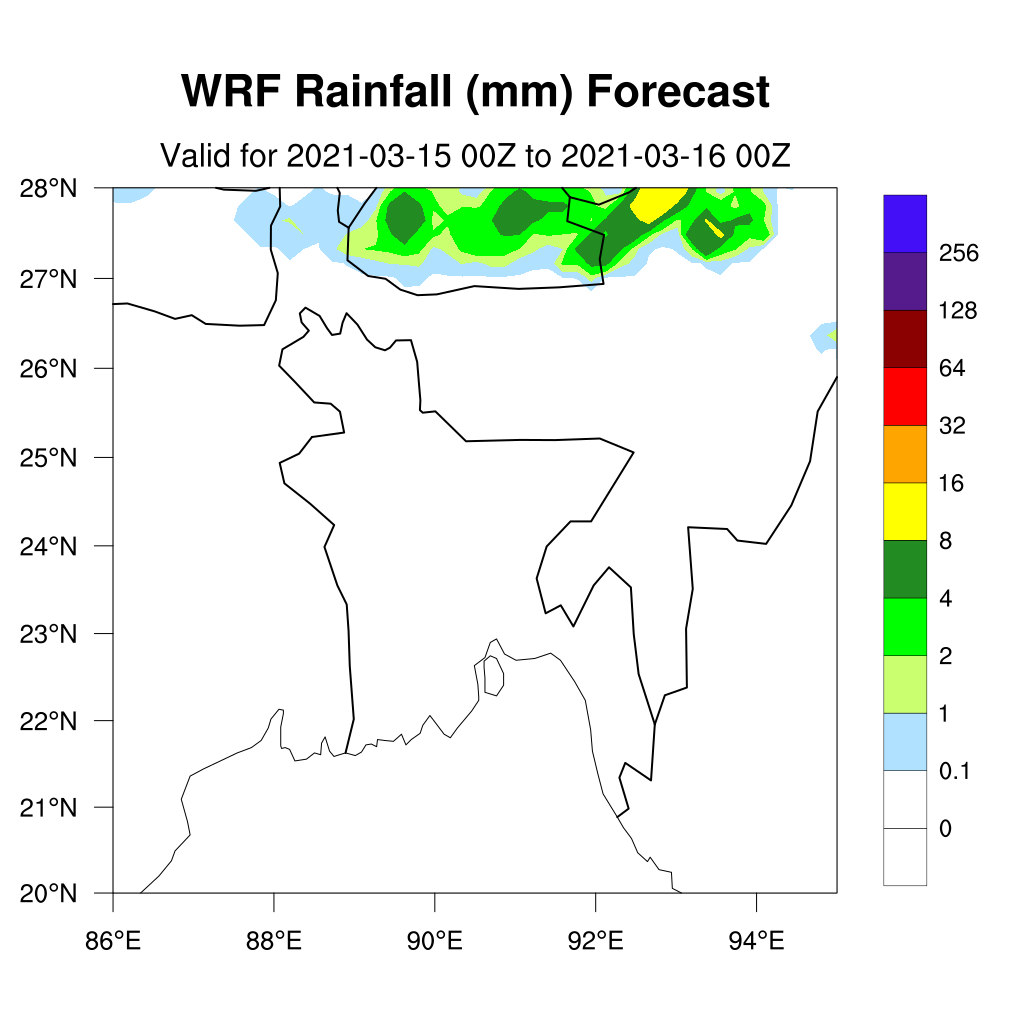 WRF Rainfall (mm) Forecast
Valid for 2021-03-15 00Z to 2021-03-16 00Z
28°N
27°N
26°N
25°N
24°N
23°N
22°N
21°N
20°N
86°E 88°E 90°E 92°E 94°E
256
128
64
32
16
8
4
2
1
0.1
0